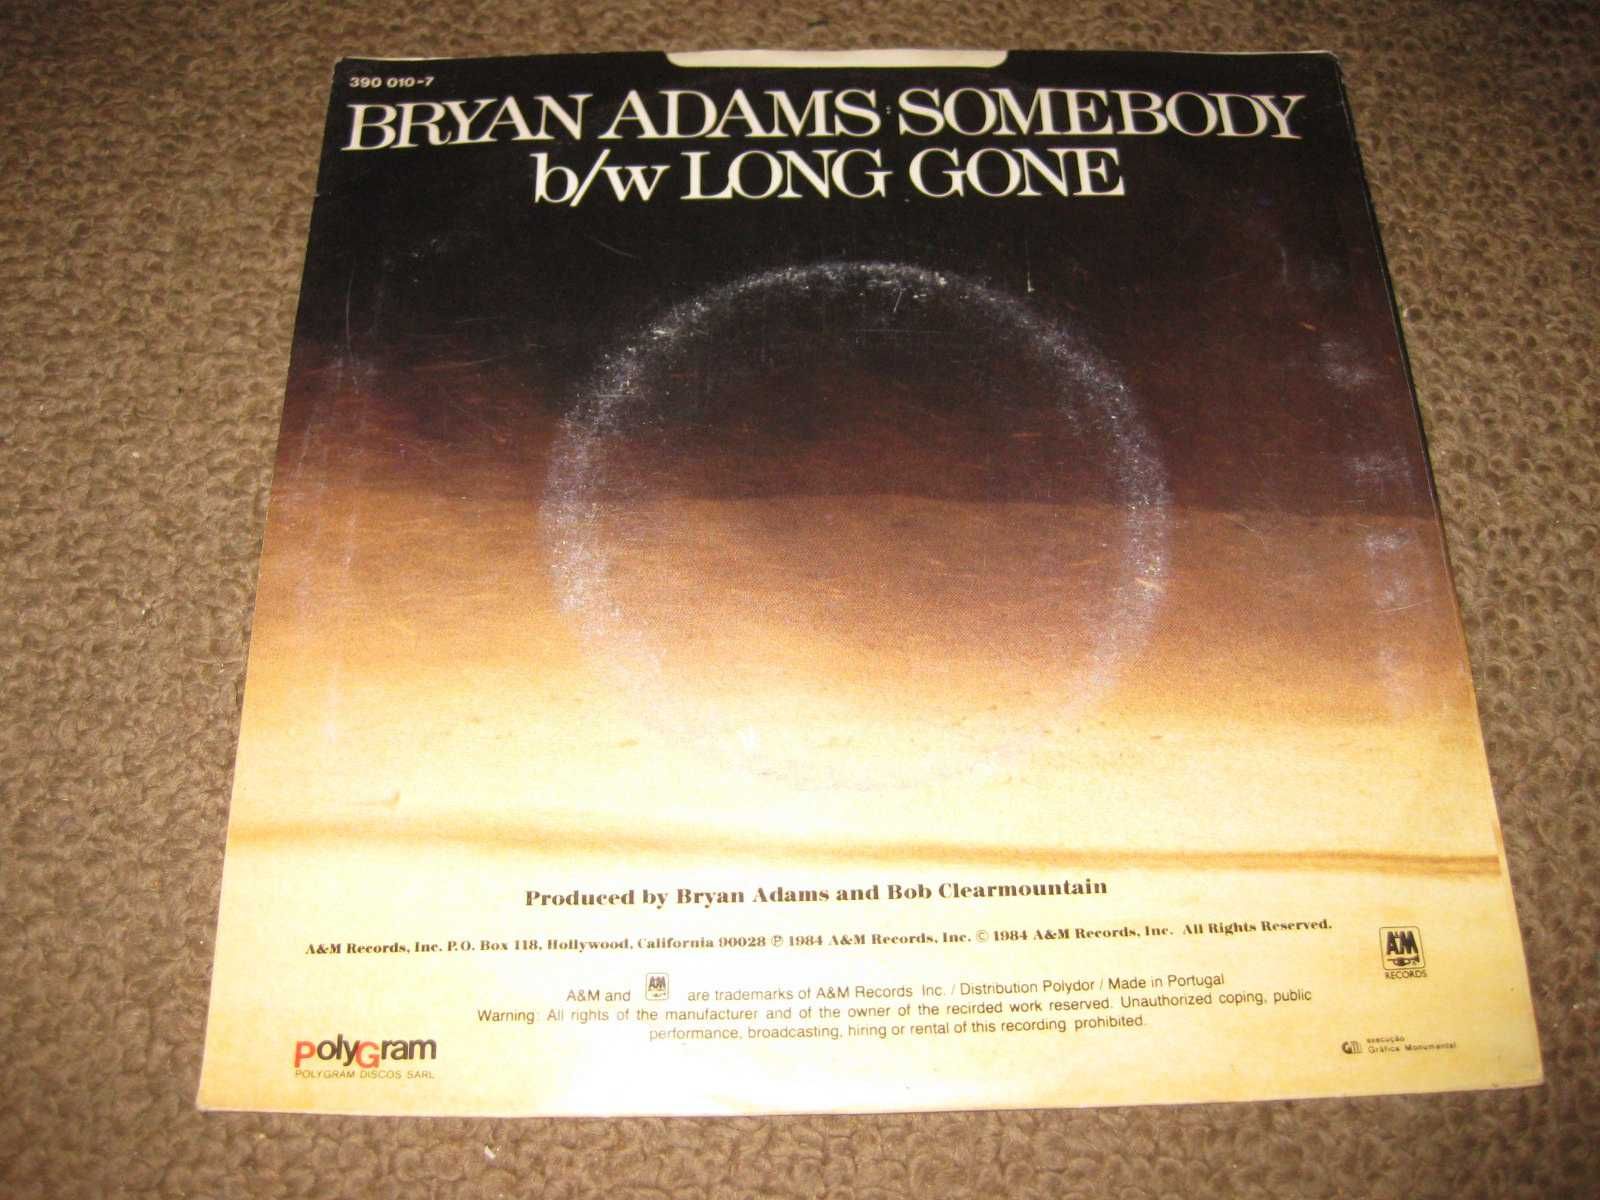 390 010-7
BRYAN ADAMS : SOMEBODY
b/w LONG GONE
Produced by Bryan Adams and Bob Clearmountain
A&M Records, Inc. P.O. Box 118, Hollywood, California 90028 ℗ 1984 A&M Records, Inc. © 1984 A&M Records, Inc. All Rights Reserved.
A&M
RECORDS
A&M and A&M are trademarks of A&M Records Inc. / Distribution Polydor / Made in Portugal
Warning: All rights of the manufacturer and of the owner of the recirded work reserved. Unauthorized coping, public
performance, broadcasting, hiring or rental of this recording prohibited.
PolyGram
POLYGRAM DISCOS SARL
GM execução
Gráfica Monumental